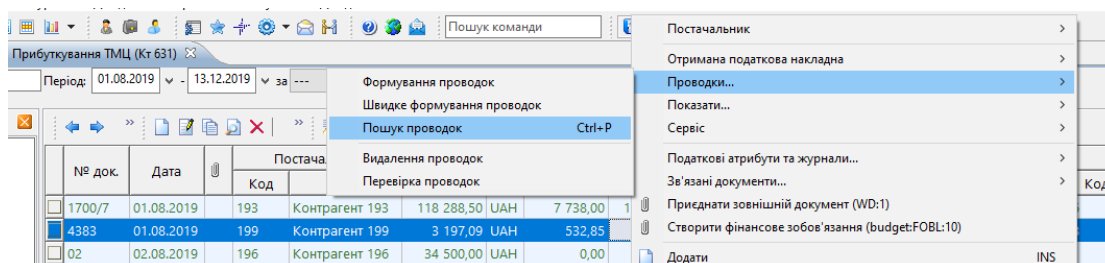 Пошук команди
Прибуткування ТМЦ (Кт 631)
Період: 01.08.2019 - 13.12.2019 за ---
Формування проводок
Швидке формування проводок
Пошук проводок Ctrl+P
Видалення проводок
Перевірка проводок
Постачальник
Отримана податкова накладна
Проводки...
Показати...
Сервіс
Податкові атрибути та журнали...
Зв'язані документи...
Приєднати зовнішній документ (WD:1)
Створити фінансове зобов'язання (budget:FOBL:10)
Додати INS
№ док. Дата Постача
Код Код
1700/7 01.08.2019 193 Контрагент 193 118 288,50 UAH 7 738,00 1
4383 01.08.2019 199 Контрагент 199 3 197,09 UAH 532,85
02 02.08.2019 196 Контрагент 196 34 500,00 UAH 0,00